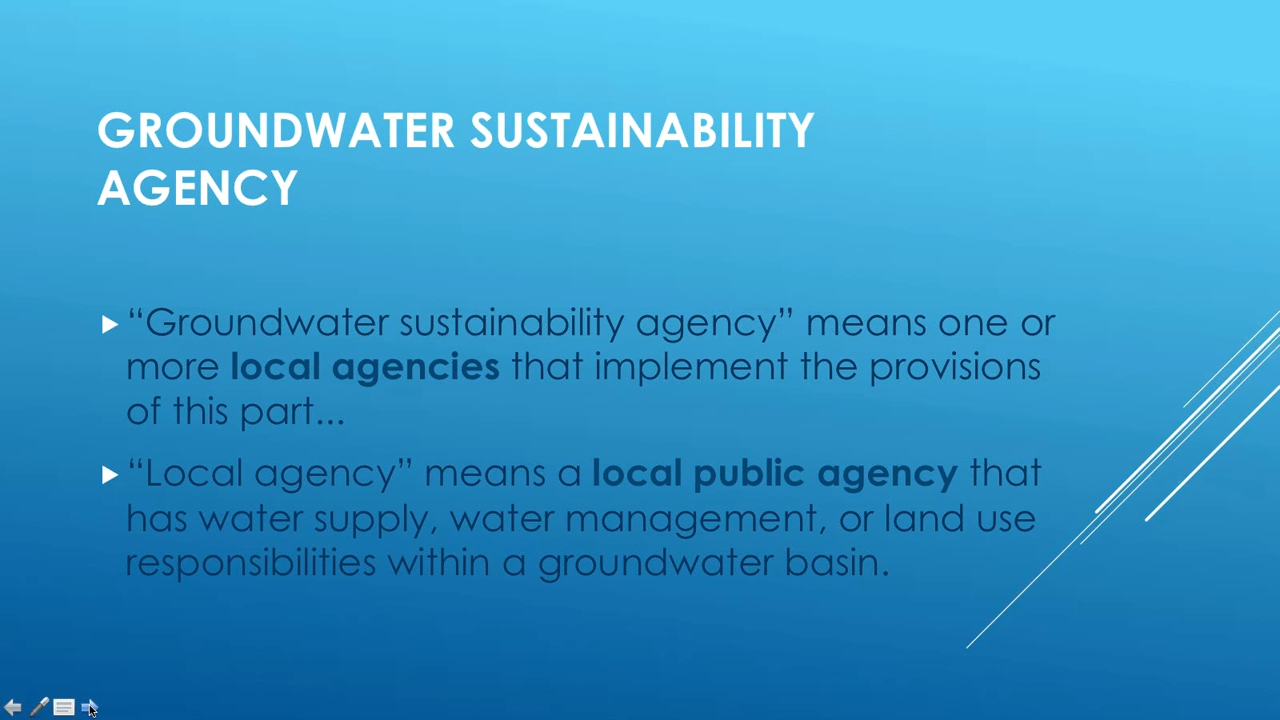 GROUNDWATER SUSTAINABILITY
AGENCY
“Groundwater sustainability agency” means one or
more local agencies that implement the provisions
of this part...
“Local agency” means a local public agency that
has water supply, water management, or land use
responsibilities within a groundwater basin.